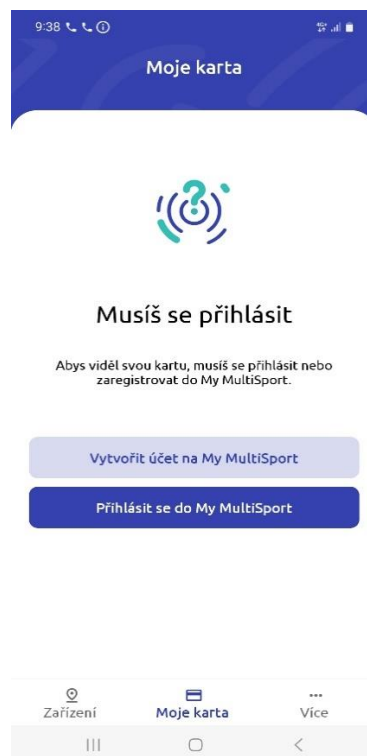 9:38
Moje karta
Musíš se přihlásit
Abys viděl svou kartu, musíš se přihlásit nebo
zaregistrovat do My MultiSport.
Vytvořit účet na My MultiSport
Přihlásit se do My MultiSport
Zařízení Moje karta Více